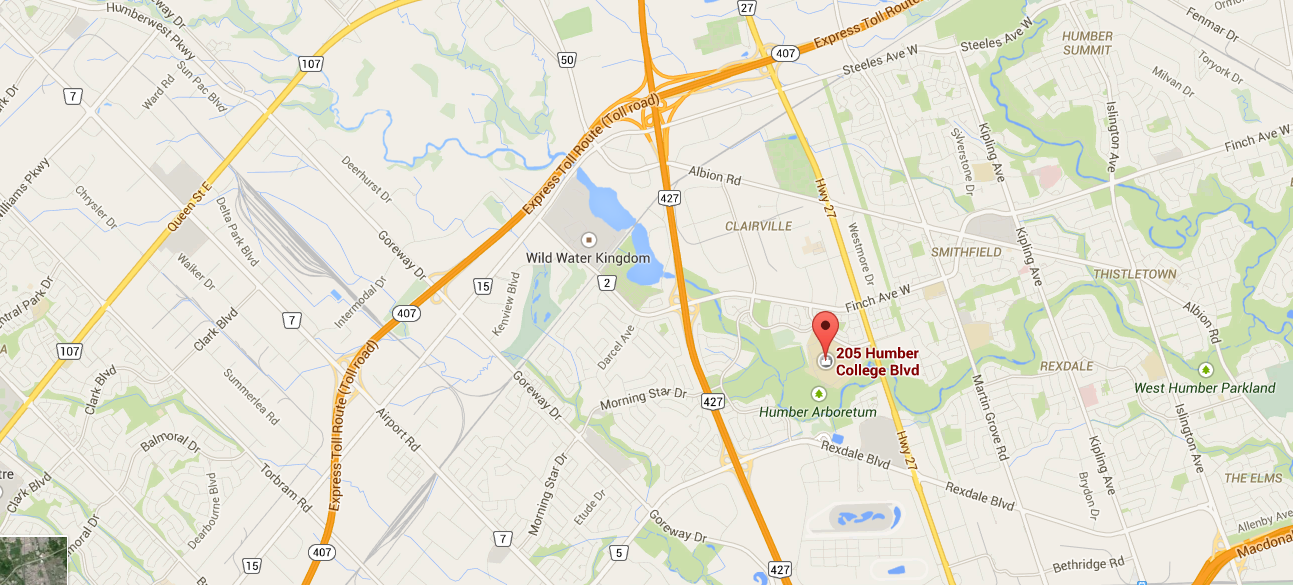 Humberwest Pkwy
Goreway Dr
27
Express Toll Route
Fenmar Dr
HUMBER
SUMMIT
107
50
407
Steeles Ave W
Steeles Ave W
Toryork Dr
Sun Pac Blvd
Ward Rd
7
Milvan Dr
Express Toll Route (Toll road)
Islington Ave
Kipling Ave
Silverstone Dr
Finch Ave W
Williams Pkwy
Deerhurst Dr
Albion Rd
Chrysler Dr
Queen St E
Hwy 27
427
Delta Park Blvd
CLAIRVILLE
Westmore Dr
Kipling Ave
SMITHFIELD
Goreway Dr
Wild Water Kingdom
Walker Dr
THISTLETOWN
15
Kenview Blvd
2
Intermodal Dr
Finch Ave W
Central Park Dr
407
7
Clark Blvd
Albion Rd
Darcel Ave
107
205 Humber
College Blvd
REXDALE
Express Toll Route (Toll road)
Clark Blvd
Summerlea Rd
Goreway Dr
Morning Star Dr
427
Humber Arboretum
Martin Grove Rd
West Humber Parkland
Airport Rd
Islington Ave
Balmoral Dr
Rexdale Blvd
Hwy 27
Kipling Ave
Clark Blvd
Torbram Rd
Dearbourne Blvd
Morning Star Dr
Etude Dr
Rexdale Blvd
Brydon Dr
THE ELMS
Goreway Dr
Allenby Ave
407
15
7
5
427
Bethridge Rd